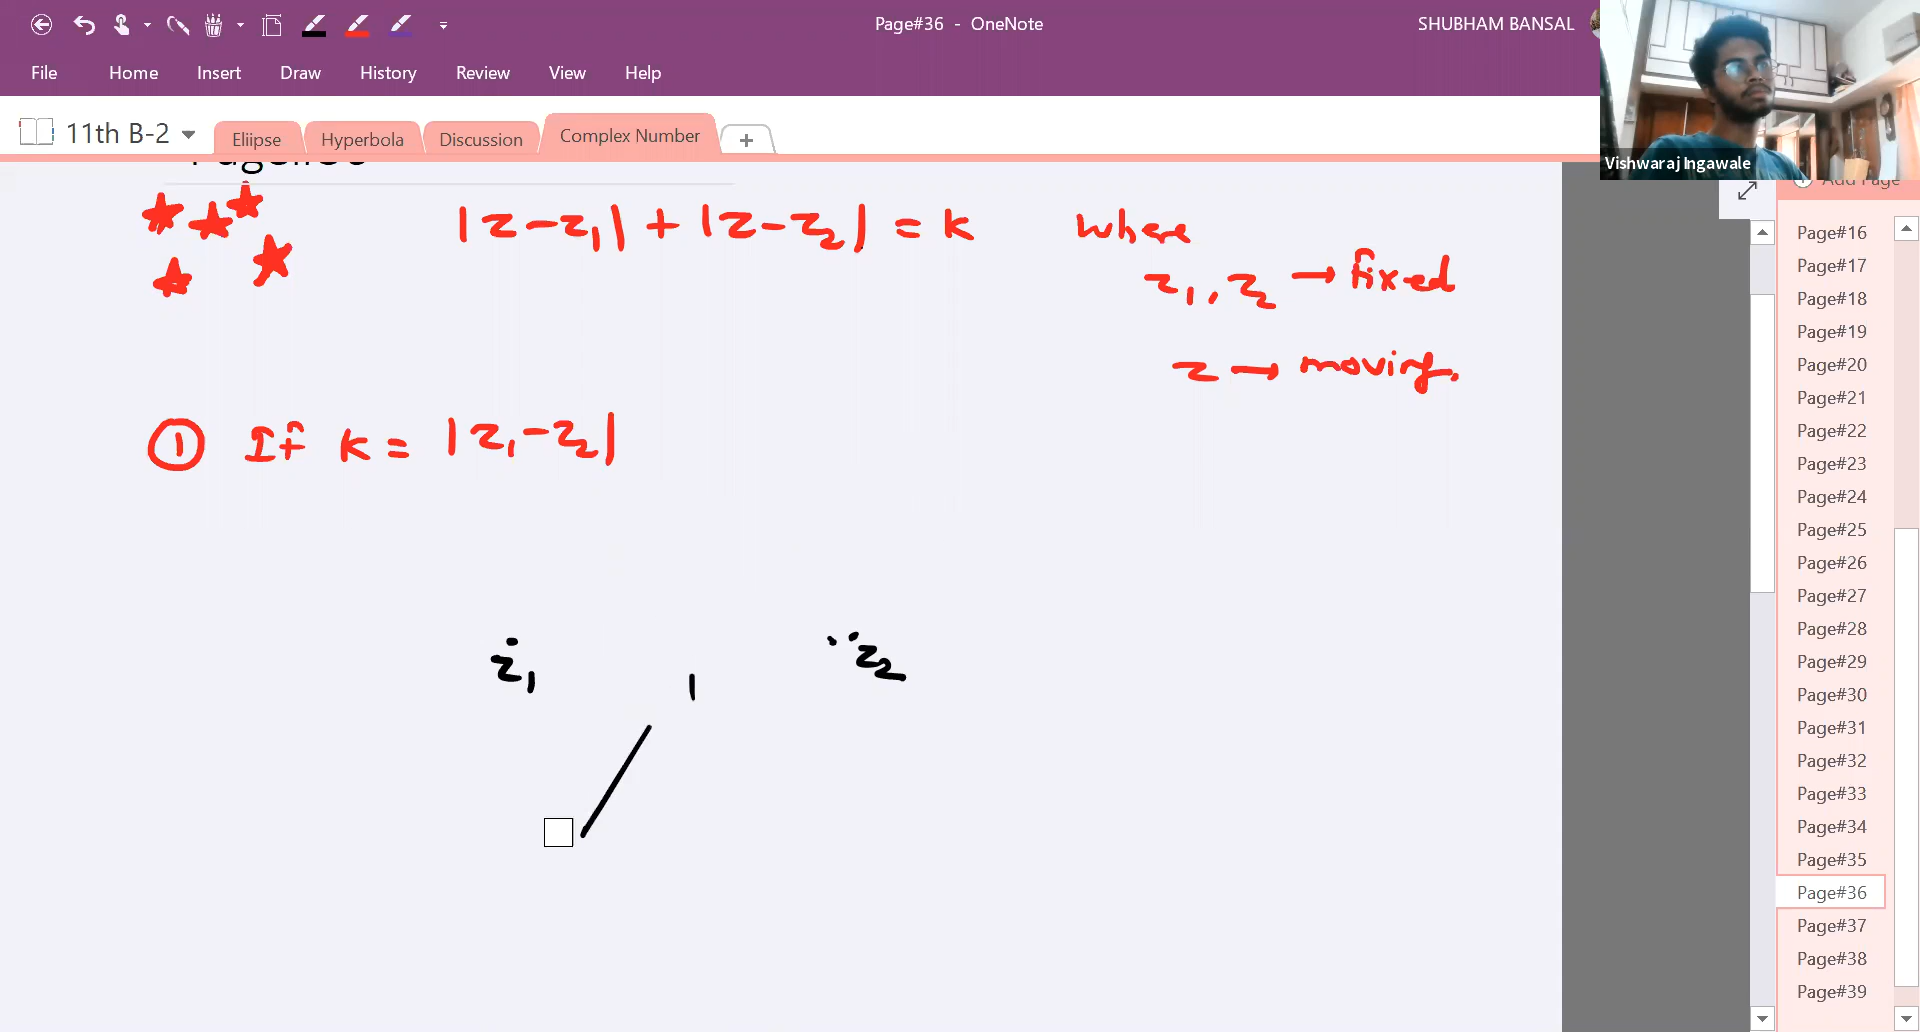 Page#36 - OneNote
SHUBHAM BANSAL
File Home Insert Draw History Review View Help
Vishwaraj Ingawale
11th B-2
Eliipse Hyperbola Discussion Complex Number +
Add Page
|z-z₁| + |z-z₂| = k where
z₁, z₂ → fixed
z → moving.
① If k = |z₁-z₂|
z₁
z₂
Page#16
Page#17
Page#18
Page#19
Page#20
Page#21
Page#22
Page#23
Page#24
Page#25
Page#26
Page#27
Page#28
Page#29
Page#30
Page#31
Page#32
Page#33
Page#34
Page#35
Page#36
Page#37
Page#38
Page#39